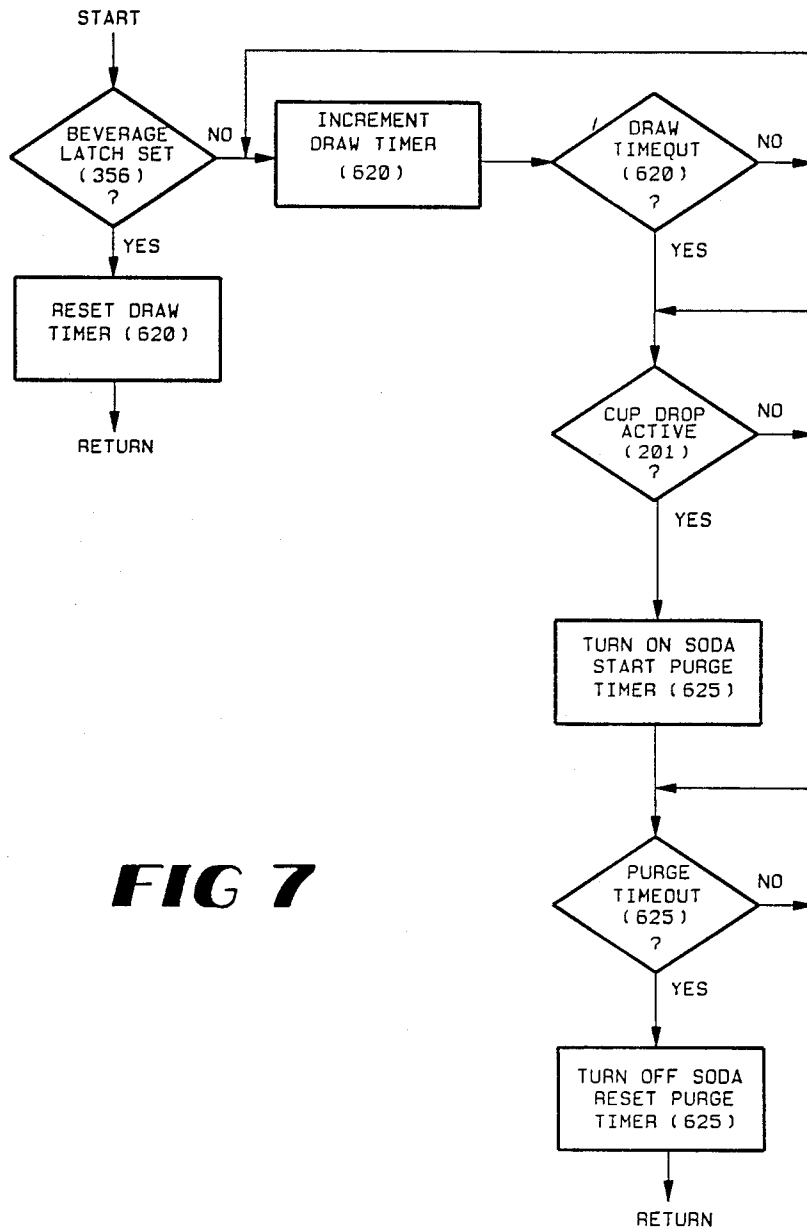 START
BEVERAGE
LATCH SET
(356)
?
NO
YES
RESET DRAW
TIMER (620)
RETURN
INCREMENT
DRAW TIMER
(620)
DRAW
TIMEOUT
(620)
?
NO
YES
CUP DROP
ACTIVE
(201)
?
NO
YES
TURN ON SODA
START PURGE
TIMER (625)
PURGE
TIMEOUT
(625)
?
NO
YES
TURN OFF SODA
RESET PURGE
TIMER (625)
RETURN
FIG 7